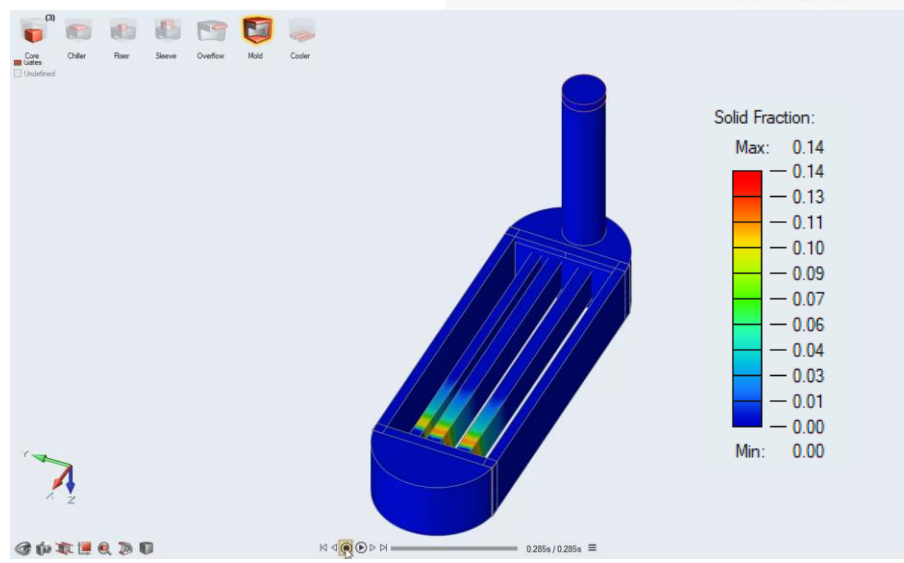 (3)
Core
Chiller
Riser
Sleeve
Overflow
Mold
Cooler
Gates
Undefined
Solid Fraction:
Max: 0.14
0.14
0.13
0.11
0.10
0.09
0.07
0.06
0.04
0.03
0.01
0.00
Min: 0.00
Y
X
Z
0.285s / 0.285s